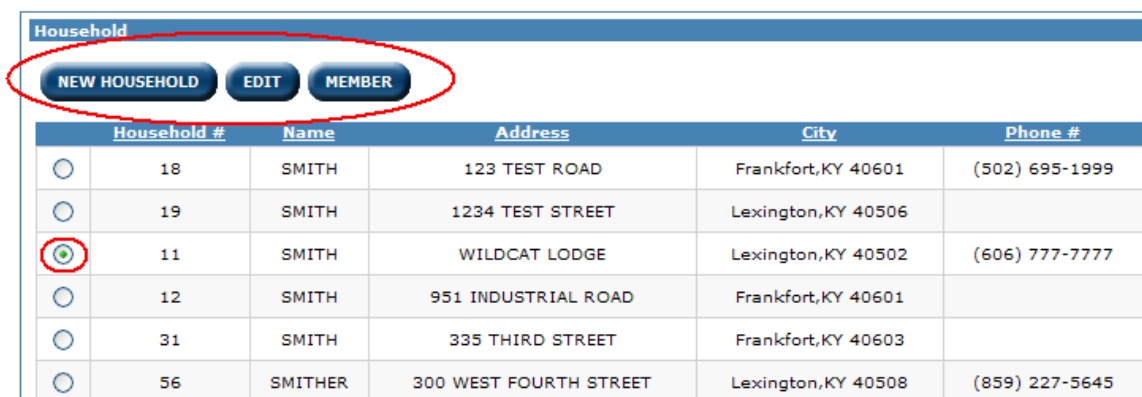 Household
NEW HOUSEHOLD EDIT MEMBER
Household # Name Address City Phone #
18 SMITH 123 TEST ROAD Frankfort,KY 40601 (502) 695-1999
19 SMITH 1234 TEST STREET Lexington,KY 40506
11 SMITH WILDCAT LODGE Lexington,KY 40502 (606) 777-7777
12 SMITH 951 INDUSTRIAL ROAD Frankfort,KY 40601
31 SMITH 335 THIRD STREET Frankfort,KY 40603
56 SMITHER 300 WEST FOURTH STREET Lexington,KY 40508 (859) 227-5645